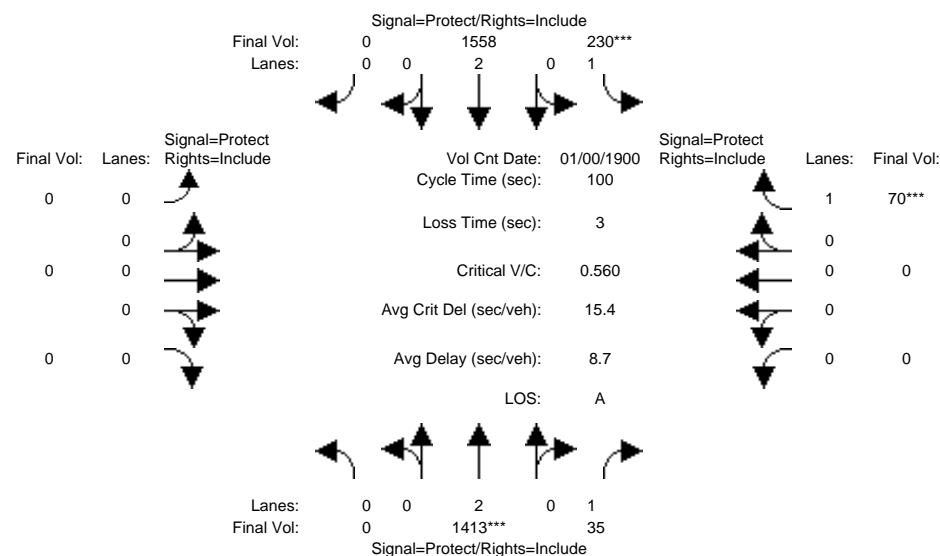 Signal=Protect/Rights=Include
Final Vol: 0 1558 230***
Lanes: 0 0 2 0 1
Signal=Protect Signal=Protect
Final Vol: Lanes: Rights=Include Vol Cnt Date: 01/00/1900 Rights=Include Lanes: Final Vol:
Cycle Time (sec): 100
0 0 1 70***
Loss Time (sec): 3
0 0
0 0 Critical V/C: 0.560 0 0
0 Avg Crit Del (sec/veh): 15.4 0
0 0 Avg Delay (sec/veh): 8.7 0 0
LOS: A
Lanes: 0 0 2 0 1
Final Vol: 0 1413*** 35
Signal=Protect/Rights=Include